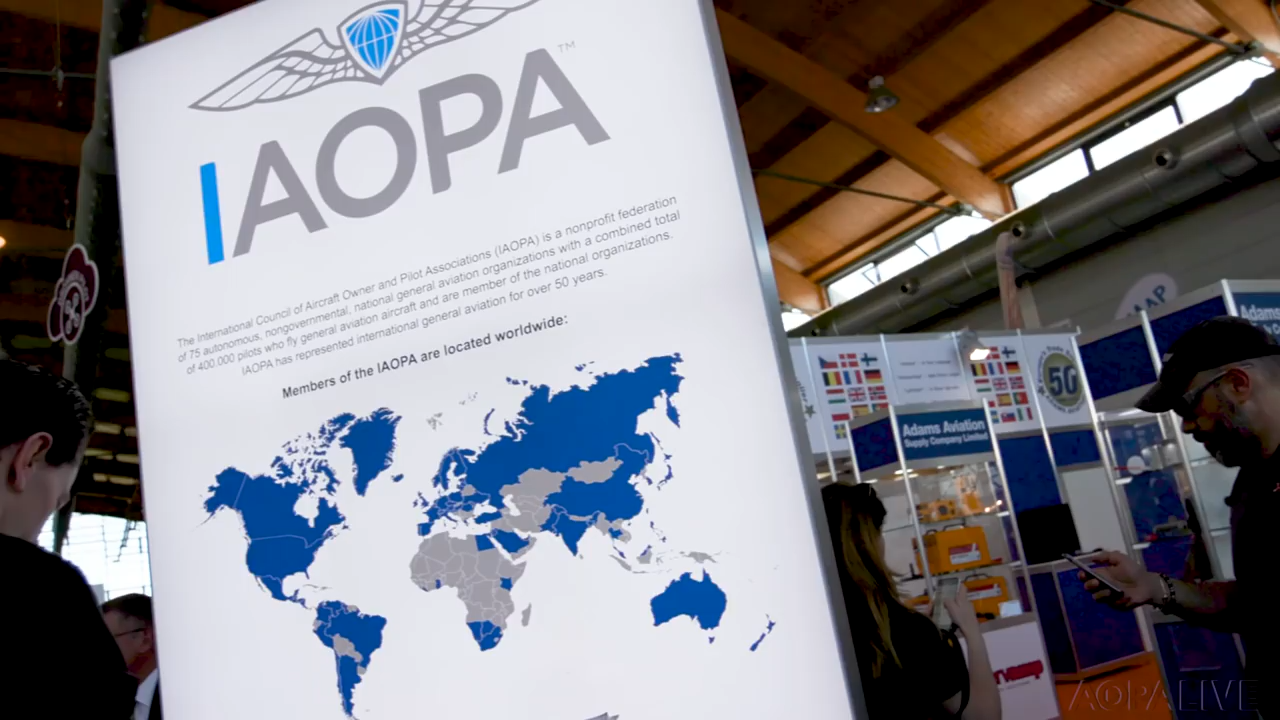 IAOPA™
The International Council of Aircraft Owner and Pilot Associations (IAOPA) is a nonprofit federation
of 75 autonomous, nongovernmental, national general aviation organizations with a combined total
of 400,000 pilots who fly general aviation aircraft and are member of the national organizations.
IAOPA has represented international general aviation for over 50 years.
Members of the IAOPA are located worldwide:
MAP
50
Adams
Adams Aviation
Supply Company Limited
AOPALIVE